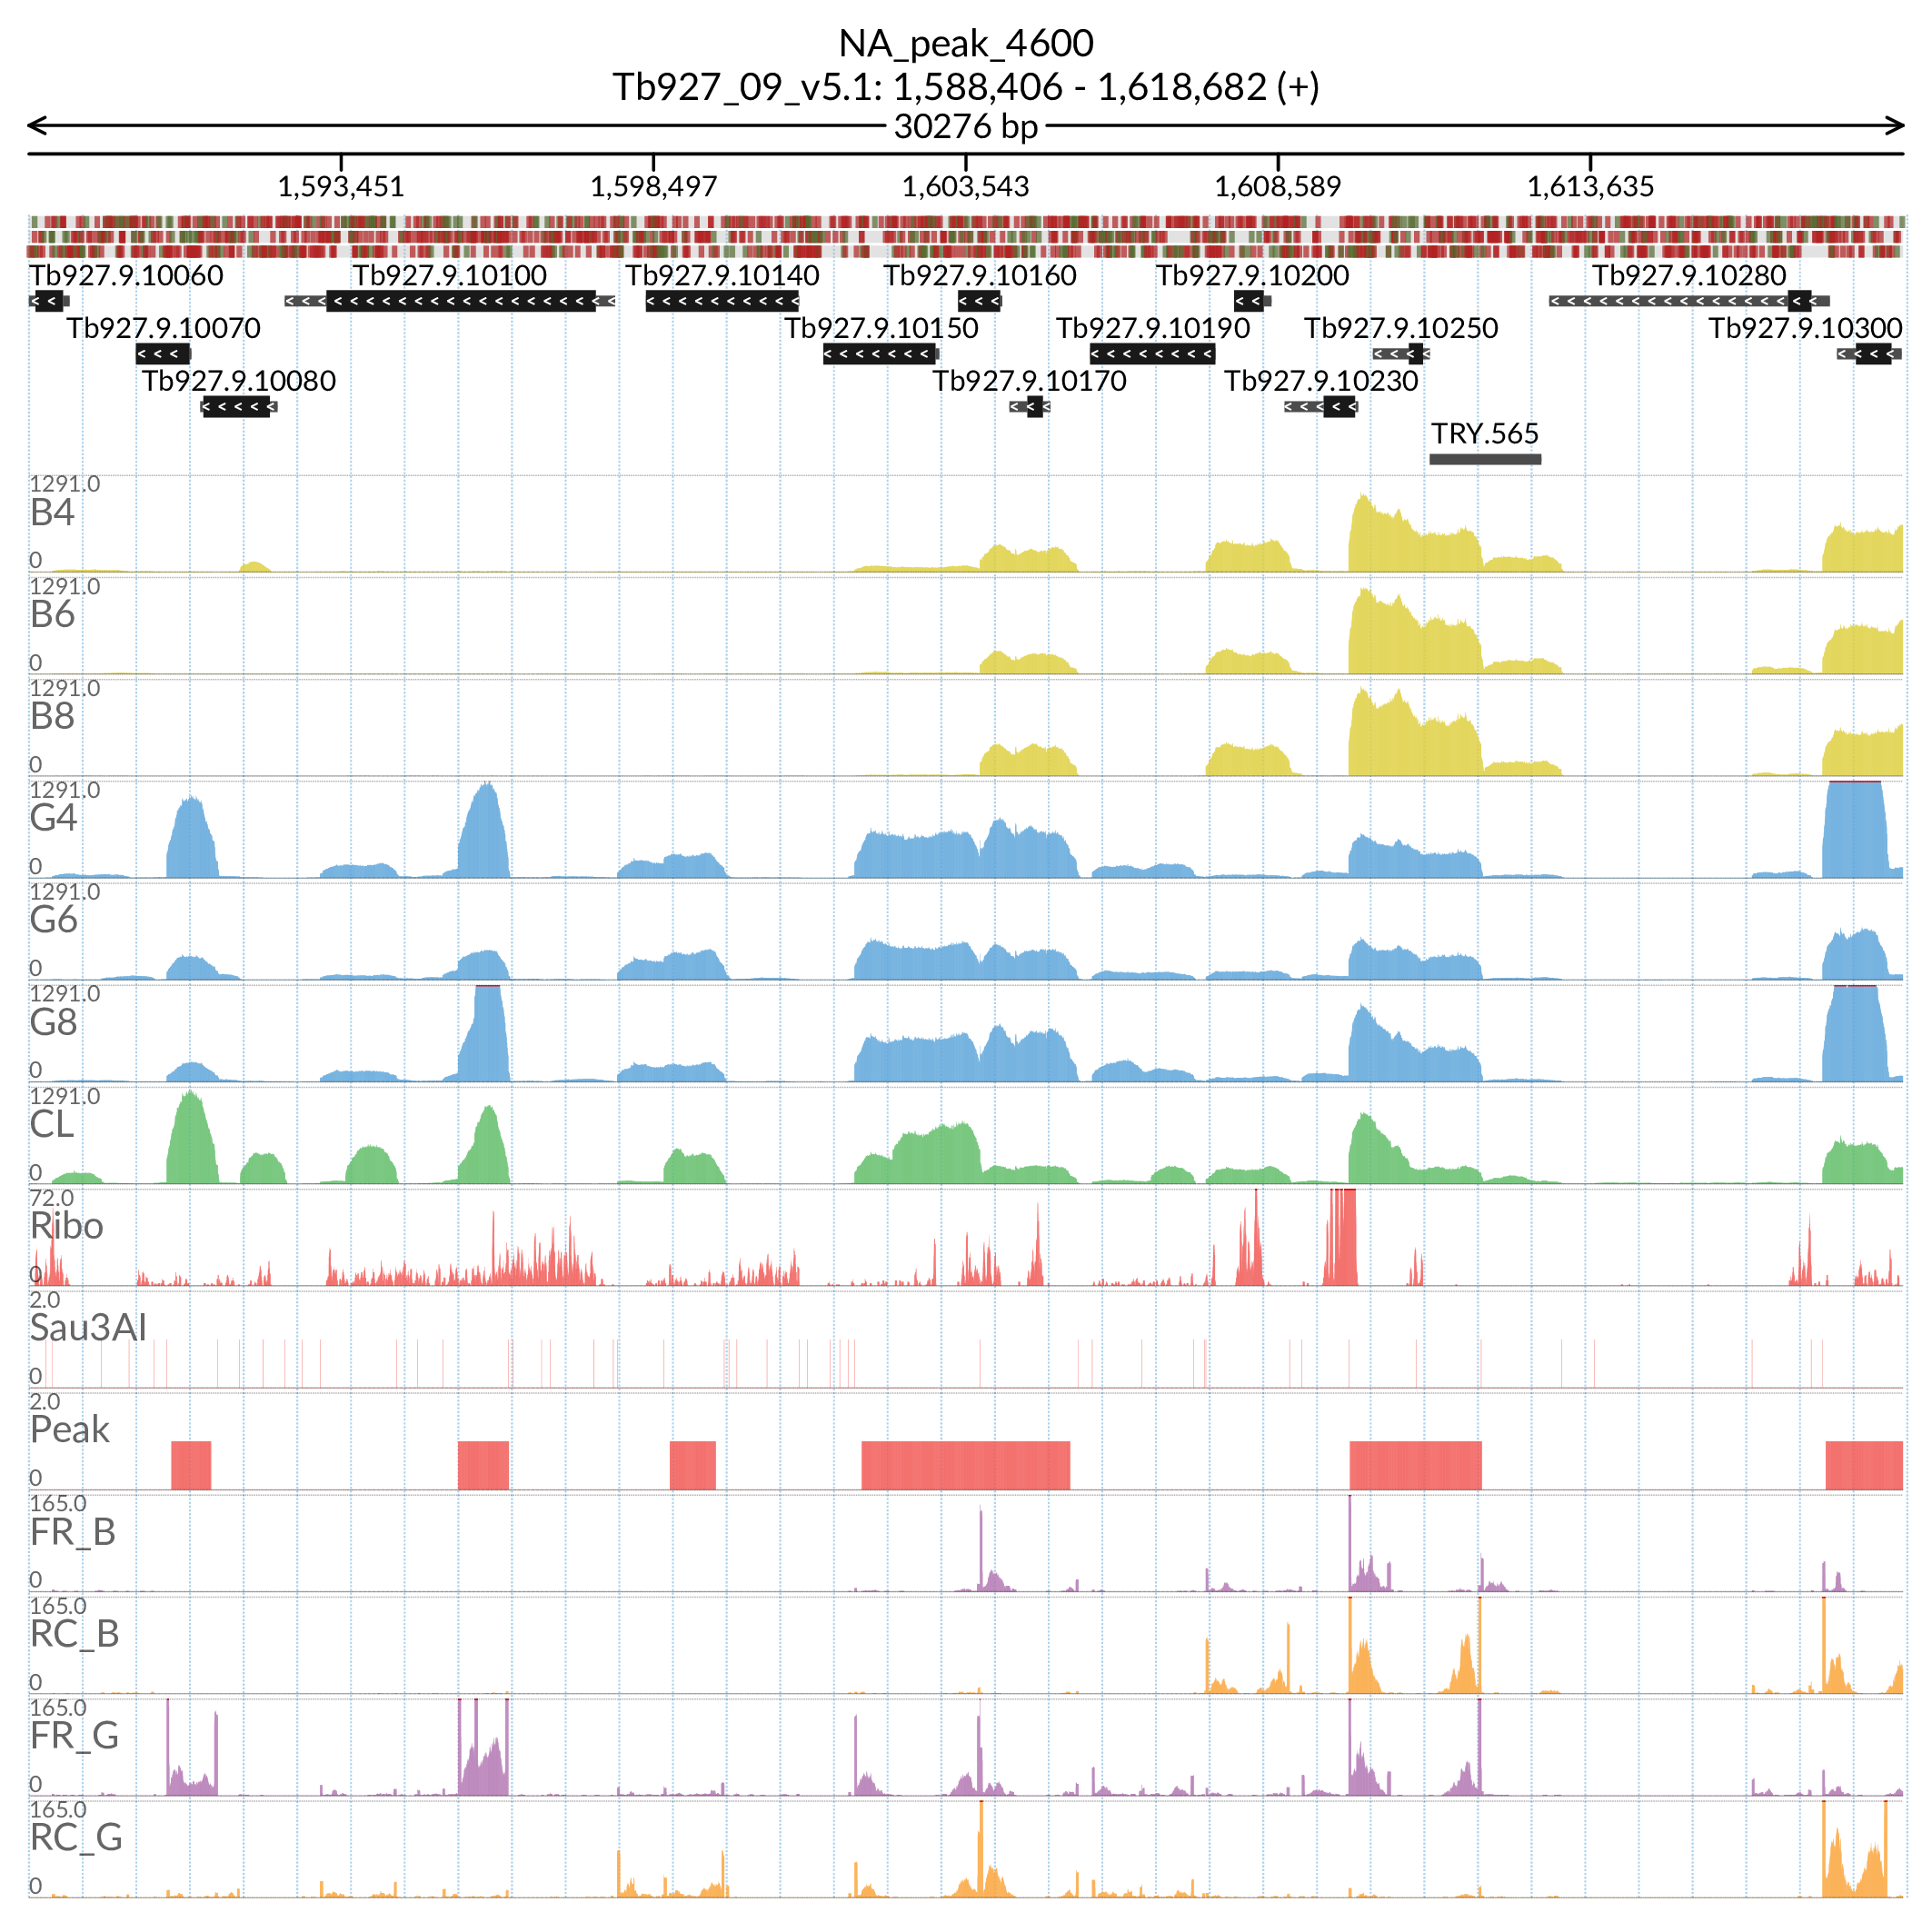 NA_peak_4600
Tb927_09_v5.1: 1,588,406 - 1,618,682 (+)
30276 bp
1,593,451 1,598,497 1,603,543 1,608,589 1,613,635
Tb927.9.10060 Tb927.9.10100 Tb927.9.10140 Tb927.9.10160 Tb927.9.10200 Tb927.9.10280
Tb927.9.10070 Tb927.9.10150 Tb927.9.10190 Tb927.9.10250 Tb927.9.10300
Tb927.9.10080 Tb927.9.10170 Tb927.9.10230
TRY.565
1291.0
B4
0
1291.0
B6
0
1291.0
B8
0
1291.0
G4
0
1291.0
G6
0
1291.0
G8
0
1291.0
CL
0
72.0
Ribo
0
2.0
Sau3AI
0
2.0
Peak
0
165.0
FR_B
0
165.0
RC_B
0
165.0
FR_G
0
165.0
RC_G
0